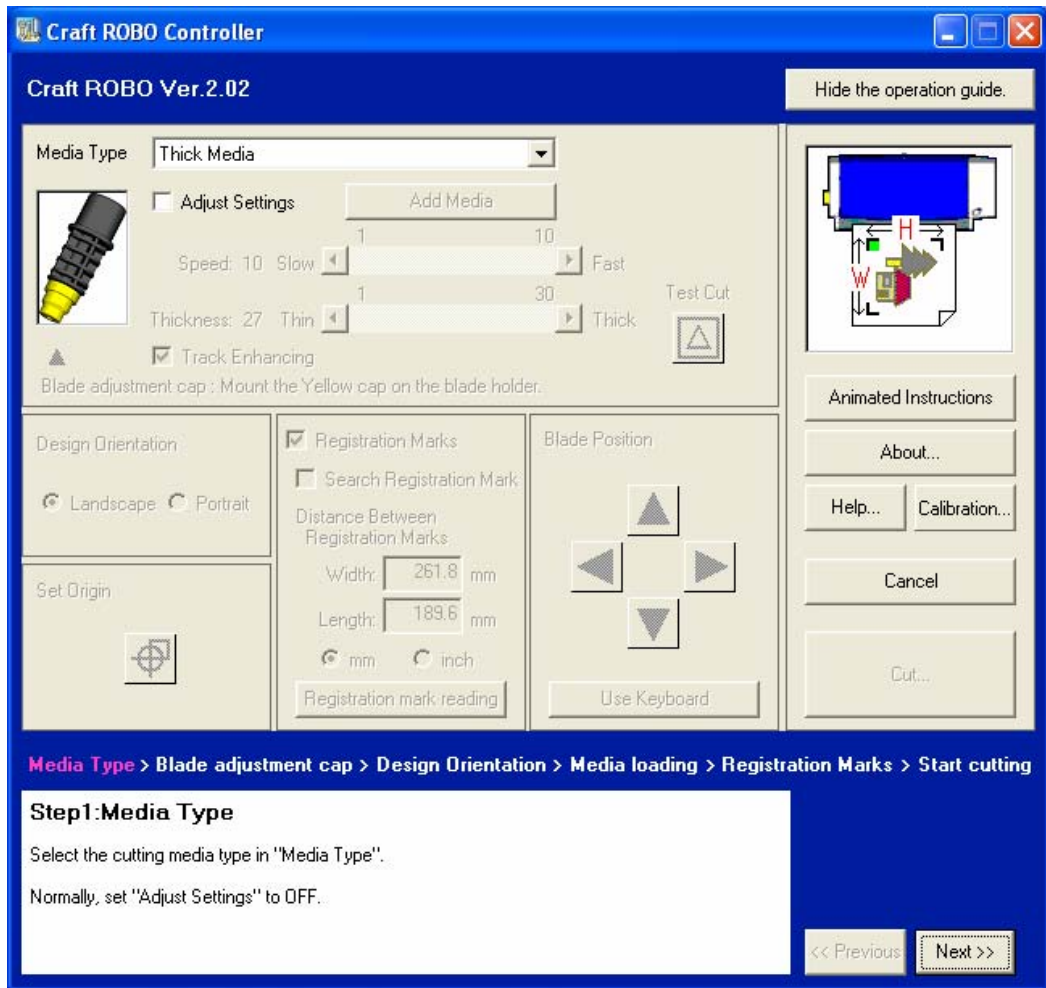 Craft ROBO Controller
Craft ROBO Ver.2.02
Hide the operation guide.
Media Type Thick Media
Adjust Settings Add Media
1 10
Speed: 10 Slow Fast
1 30 Test Cut
Thickness: 27 Thin Thick
Track Enhancing
Blade adjustment cap : Mount the Yellow cap on the blade holder.
H
W
Animated Instructions
About...
Help... Calibration...
Cancel
Cut...
Design Orientation
Landscape Portrait
Set Origin
Registration Marks
Search Registration Mark
Distance Between
Registration Marks
Width: 261.8 mm
Length: 189.6 mm
mm inch
Registration mark reading
Blade Position
Use Keyboard
Media Type > Blade adjustment cap > Design Orientation > Media loading > Registration Marks > Start cutting
Step1:Media Type
Select the cutting media type in "Media Type".
Normally, set "Adjust Settings" to OFF.
<< Previous Next >>